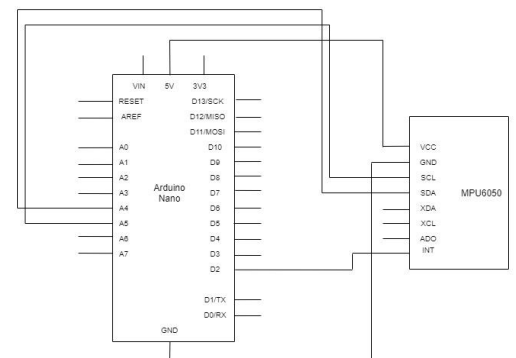 VIN 5V 3V3
RESET D13/SCK
AREF D12/MISO
D11/MOSI
A0 D10
A1 D9
A2 D8
A3 D7
Arduino
Nano
A4 D6
A5 D5
A6 D4
A7 D3
D2
D1/TX
D0/RX
GND
VCC
GND
SCL
SDA
MPU6050
XDA
XCL
ADO
INT